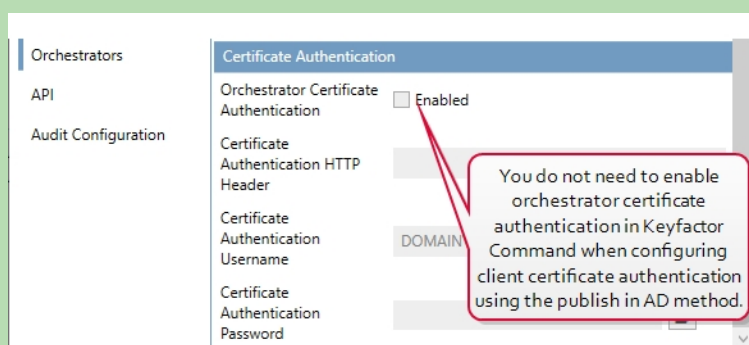 Orchestrators
API
Audit Configuration
Certificate Authentication
Orchestrator Certificate
Authentication
Enabled
Certificate
Authentication HTTP
Header
Certificate
Authentication
Username
DOMAIN
Certificate
Authentication
Password
You do not need to enable
orchestrator certificate
authentication in Keyfactor
Command when configuring
client certificate authentication
using the publish in AD method.